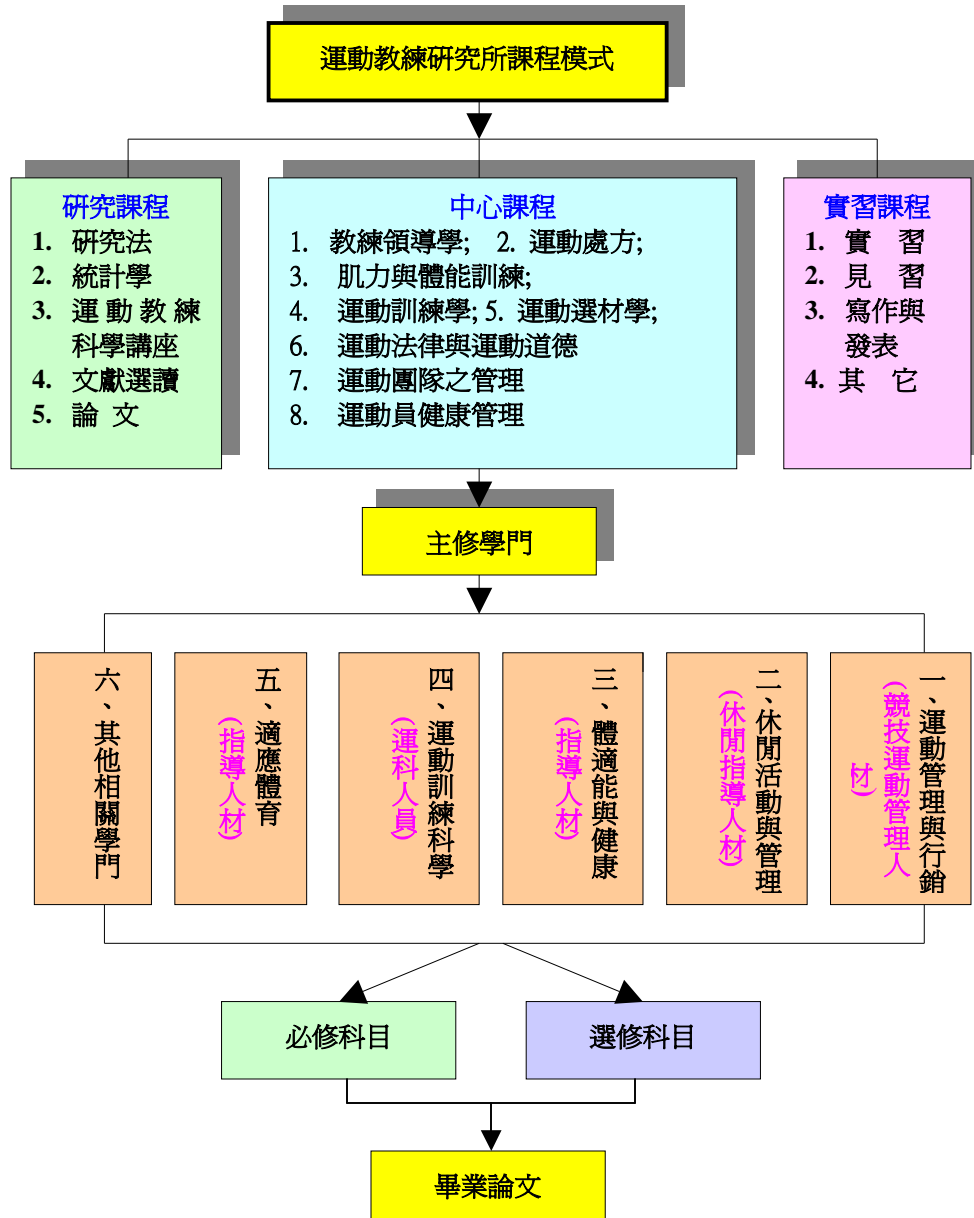 運動教練研究所課程模式
研究課程
1. 研究法
2. 統計學
3. 運動教練
科學講座
4. 文獻選讀
5. 論 文
中心課程
1. 教練領導學; 2. 運動處方;
3. 肌力與體能訓練;
4. 運動訓練學; 5. 運動選材學;
6. 運動法律與運動道德
7. 運動團隊之管理
8. 運動員健康管理
實習課程
1. 實 習
2. 見 習
3. 寫作與
發表
4. 其 它
主修學門
一、運動管理與行銷
(競技運動管理人
材)
二、休閒活動與管理
(休閒指導人材)
三、體適能與健康
(指導人材)
四、運動訓練科學
(運科人員)
五、適應體育
(指導人材)
六、其他相關學門
必修科目
選修科目
畢業論文